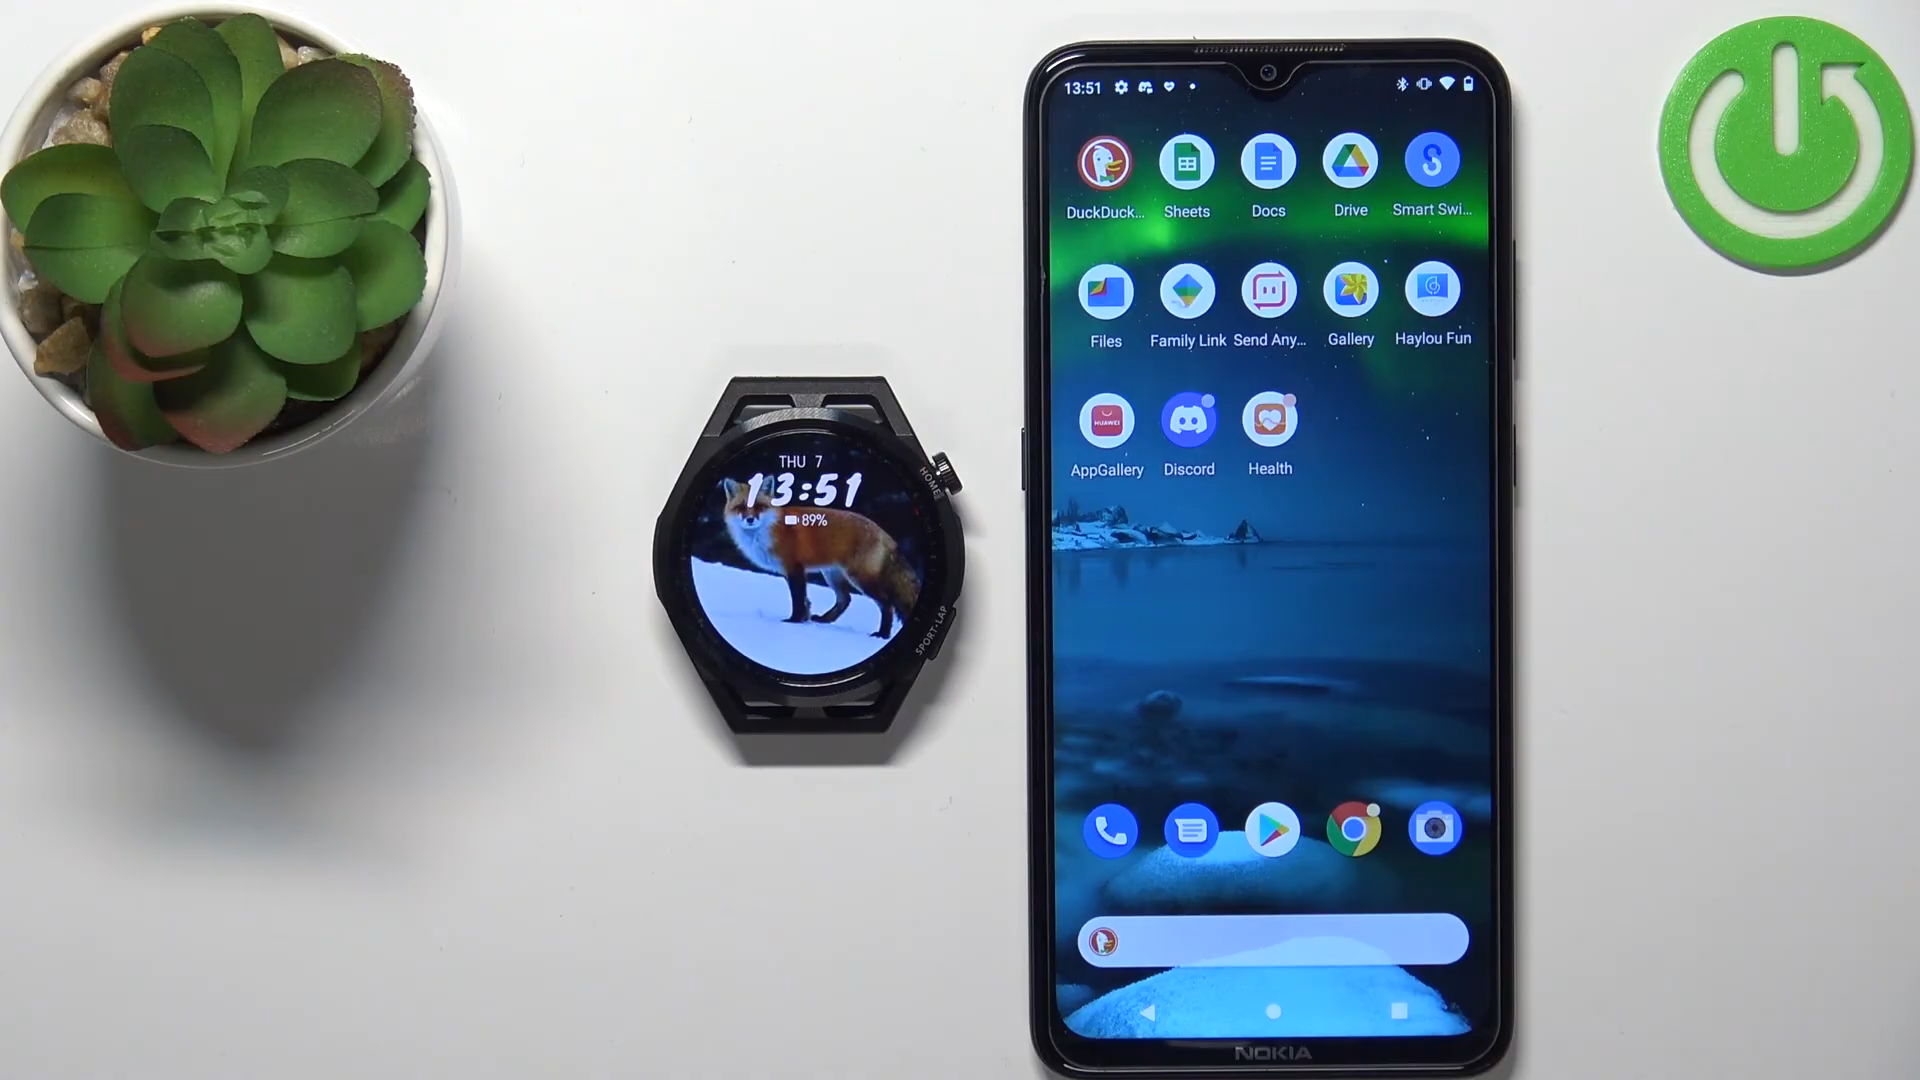 THU 7
13:51
89%
HOME
SPORT·LAP
13:51
DuckDuck...
Sheets
Docs
Drive
Smart Swi...
Files
Family Link
Send Any...
Gallery
Haylou Fun
HUAWEI
AppGallery
Discord
Health
NOKIA